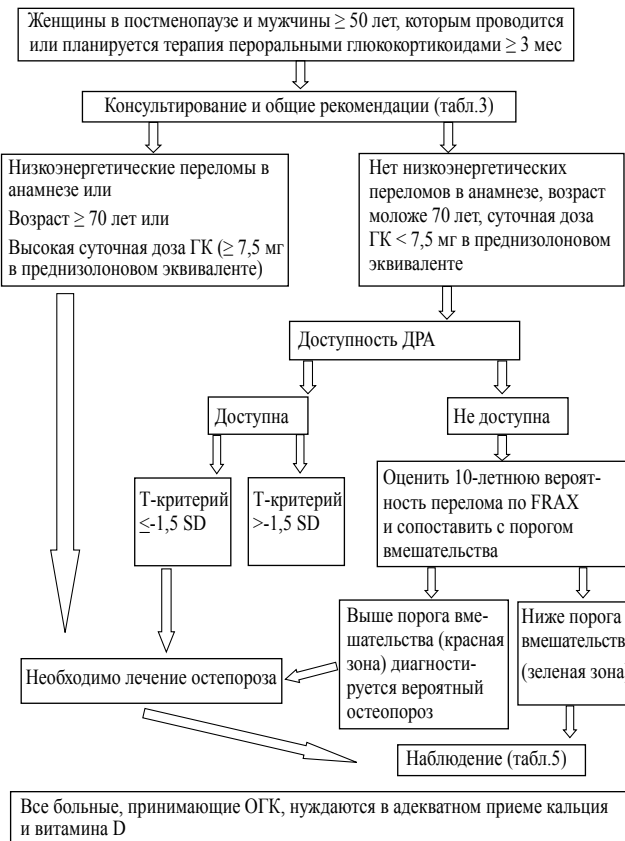 Женщины в постменопаузе и мужчины ≥ 50 лет, которым проводится
или планируется терапия пероральными глюкокортикоидами ≥ 3 мес
Консультирование и общие рекомендации (табл.3)
Низкоэнергетические переломы в
анамнезе или
Возраст ≥ 70 лет или
Высокая суточная доза ГК (≥ 7,5 мг
в преднизолоновом эквиваленте)
Нет низкоэнергетических
переломов в анамнезе, возраст
моложе 70 лет, суточная доза
ГК < 7,5 мг в преднизолоновом
эквиваленте
Доступность ДРА
Доступна
Не доступна
Т-критерий
≤-1,5 SD
Т-критерий
>-1,5 SD
Оценить 10-летнюю вероят-
ность перелома по FRAX
и сопоставить с порогом
вмешательства
Выше порога вме-
шательства (красная
зона) диагности-
руется вероятный
остеопороз
Ниже порога
вмешательств
(зеленая зона
Необходимо лечение остепороза
Наблюдение (табл.5)
Все больные, принимающие ОГК, нуждаются в адекватном приеме кальция
и витамина D